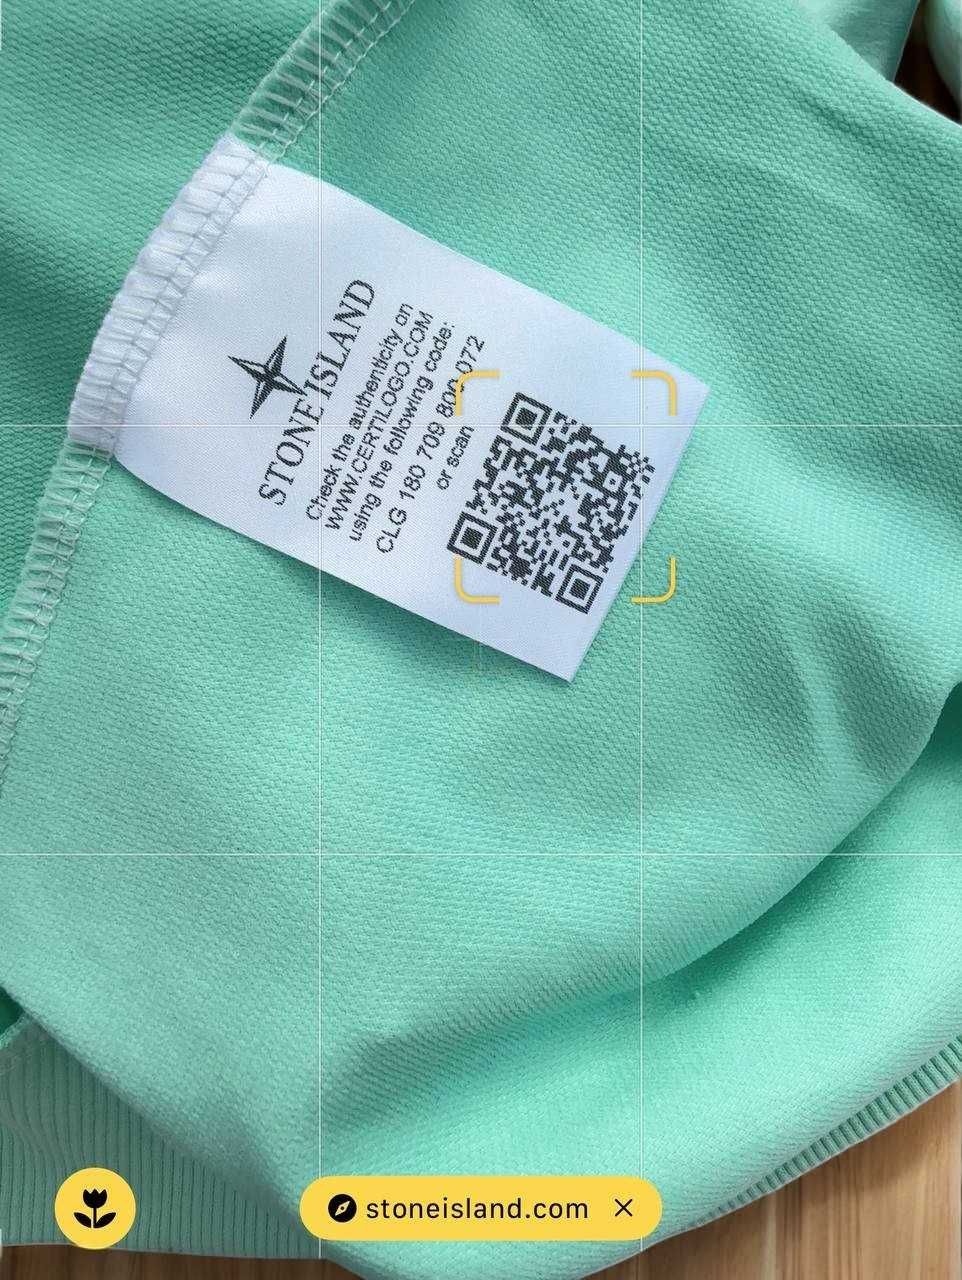 STONE ISLAND
Check the authenticity on
WWW.CERTILOGO.COM
using the following code:
CLG 180 709 800 072
or scan
stoneisland.com